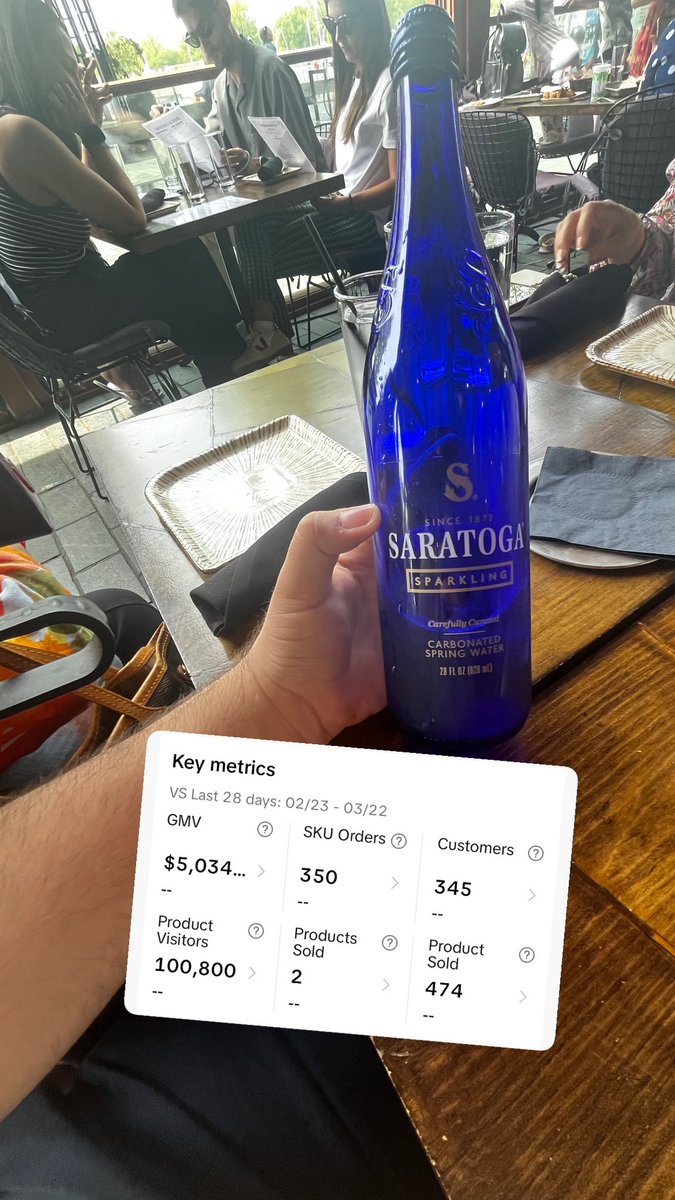 S
SINCE 1872
SARATOGA
SPARKLING
Carefully Curated
CARBONATED
SPRING WATER
28 FL OZ (828 ml)
Key metrics
VS Last 28 days: 02/23 - 03/22
GMV
$5,034...
--
SKU Orders
350
--
Customers
345
--
Product
Visitors
100,800
--
Products
Sold
2
--
Product
Sold
474
--